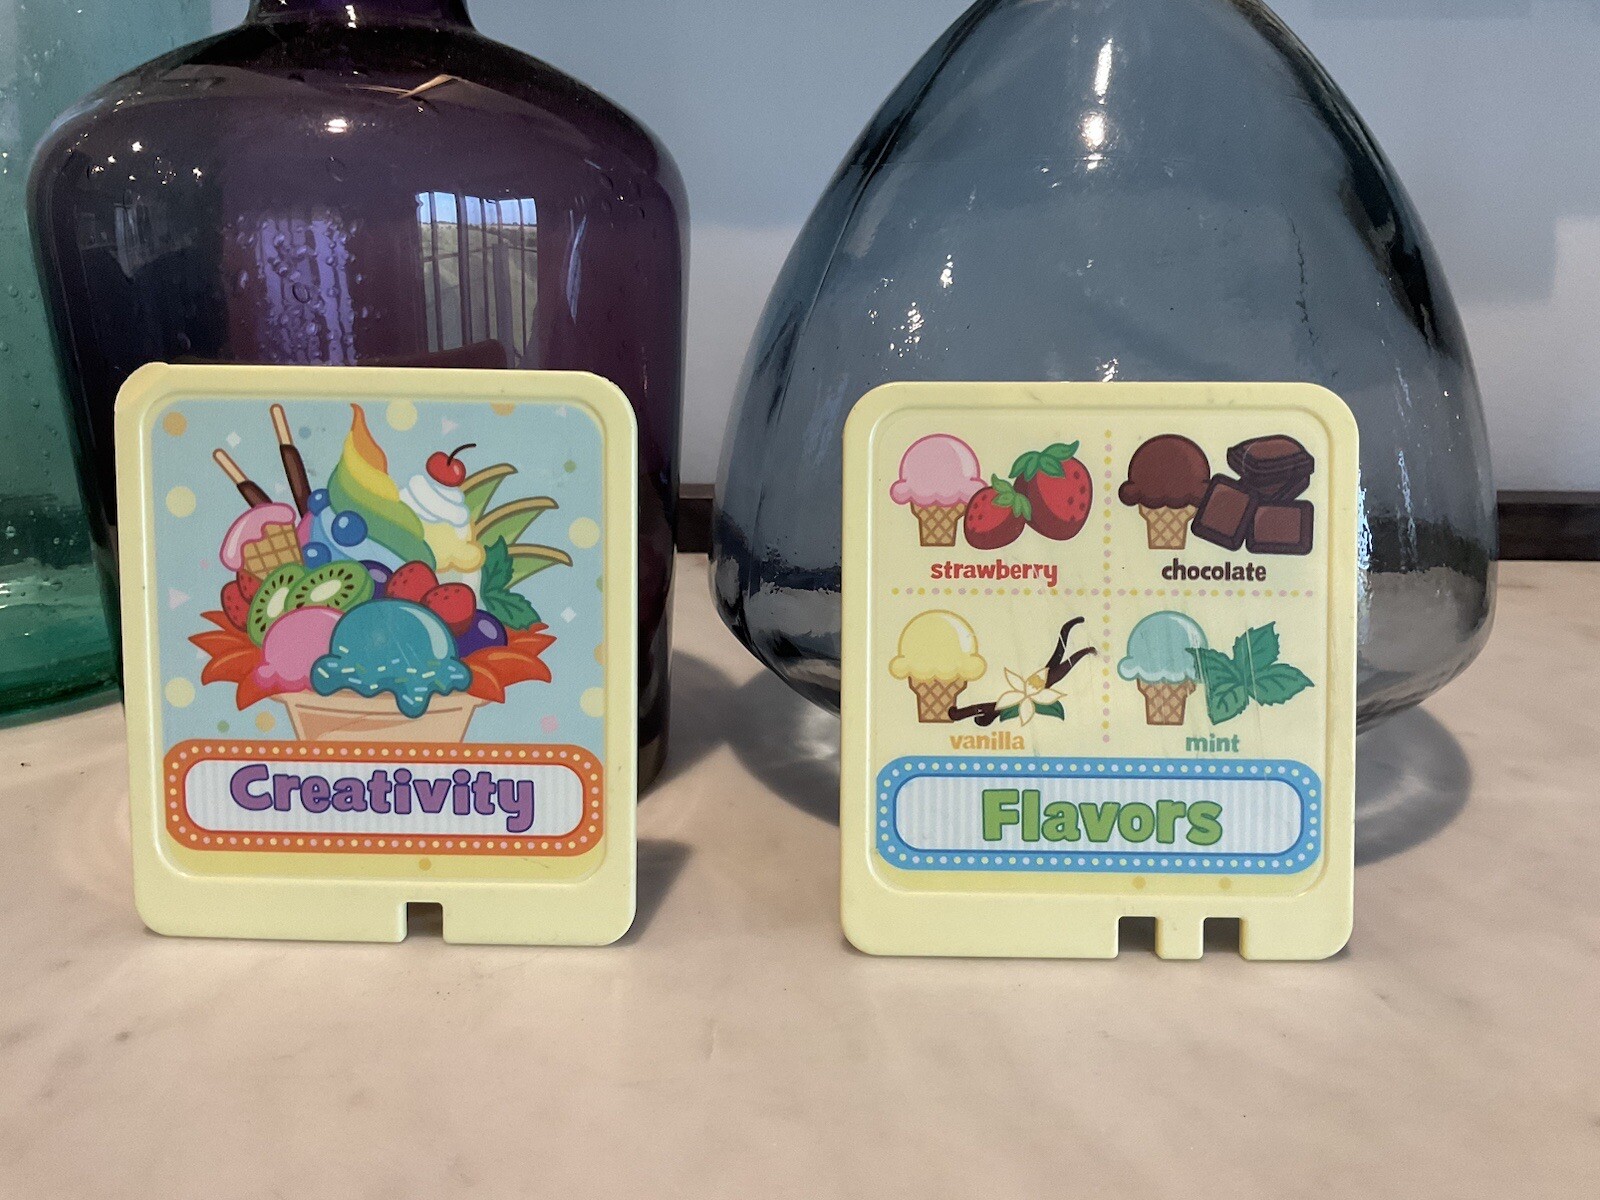 Creativity
strawberry
chocolate
vanilla
mint
Flavors